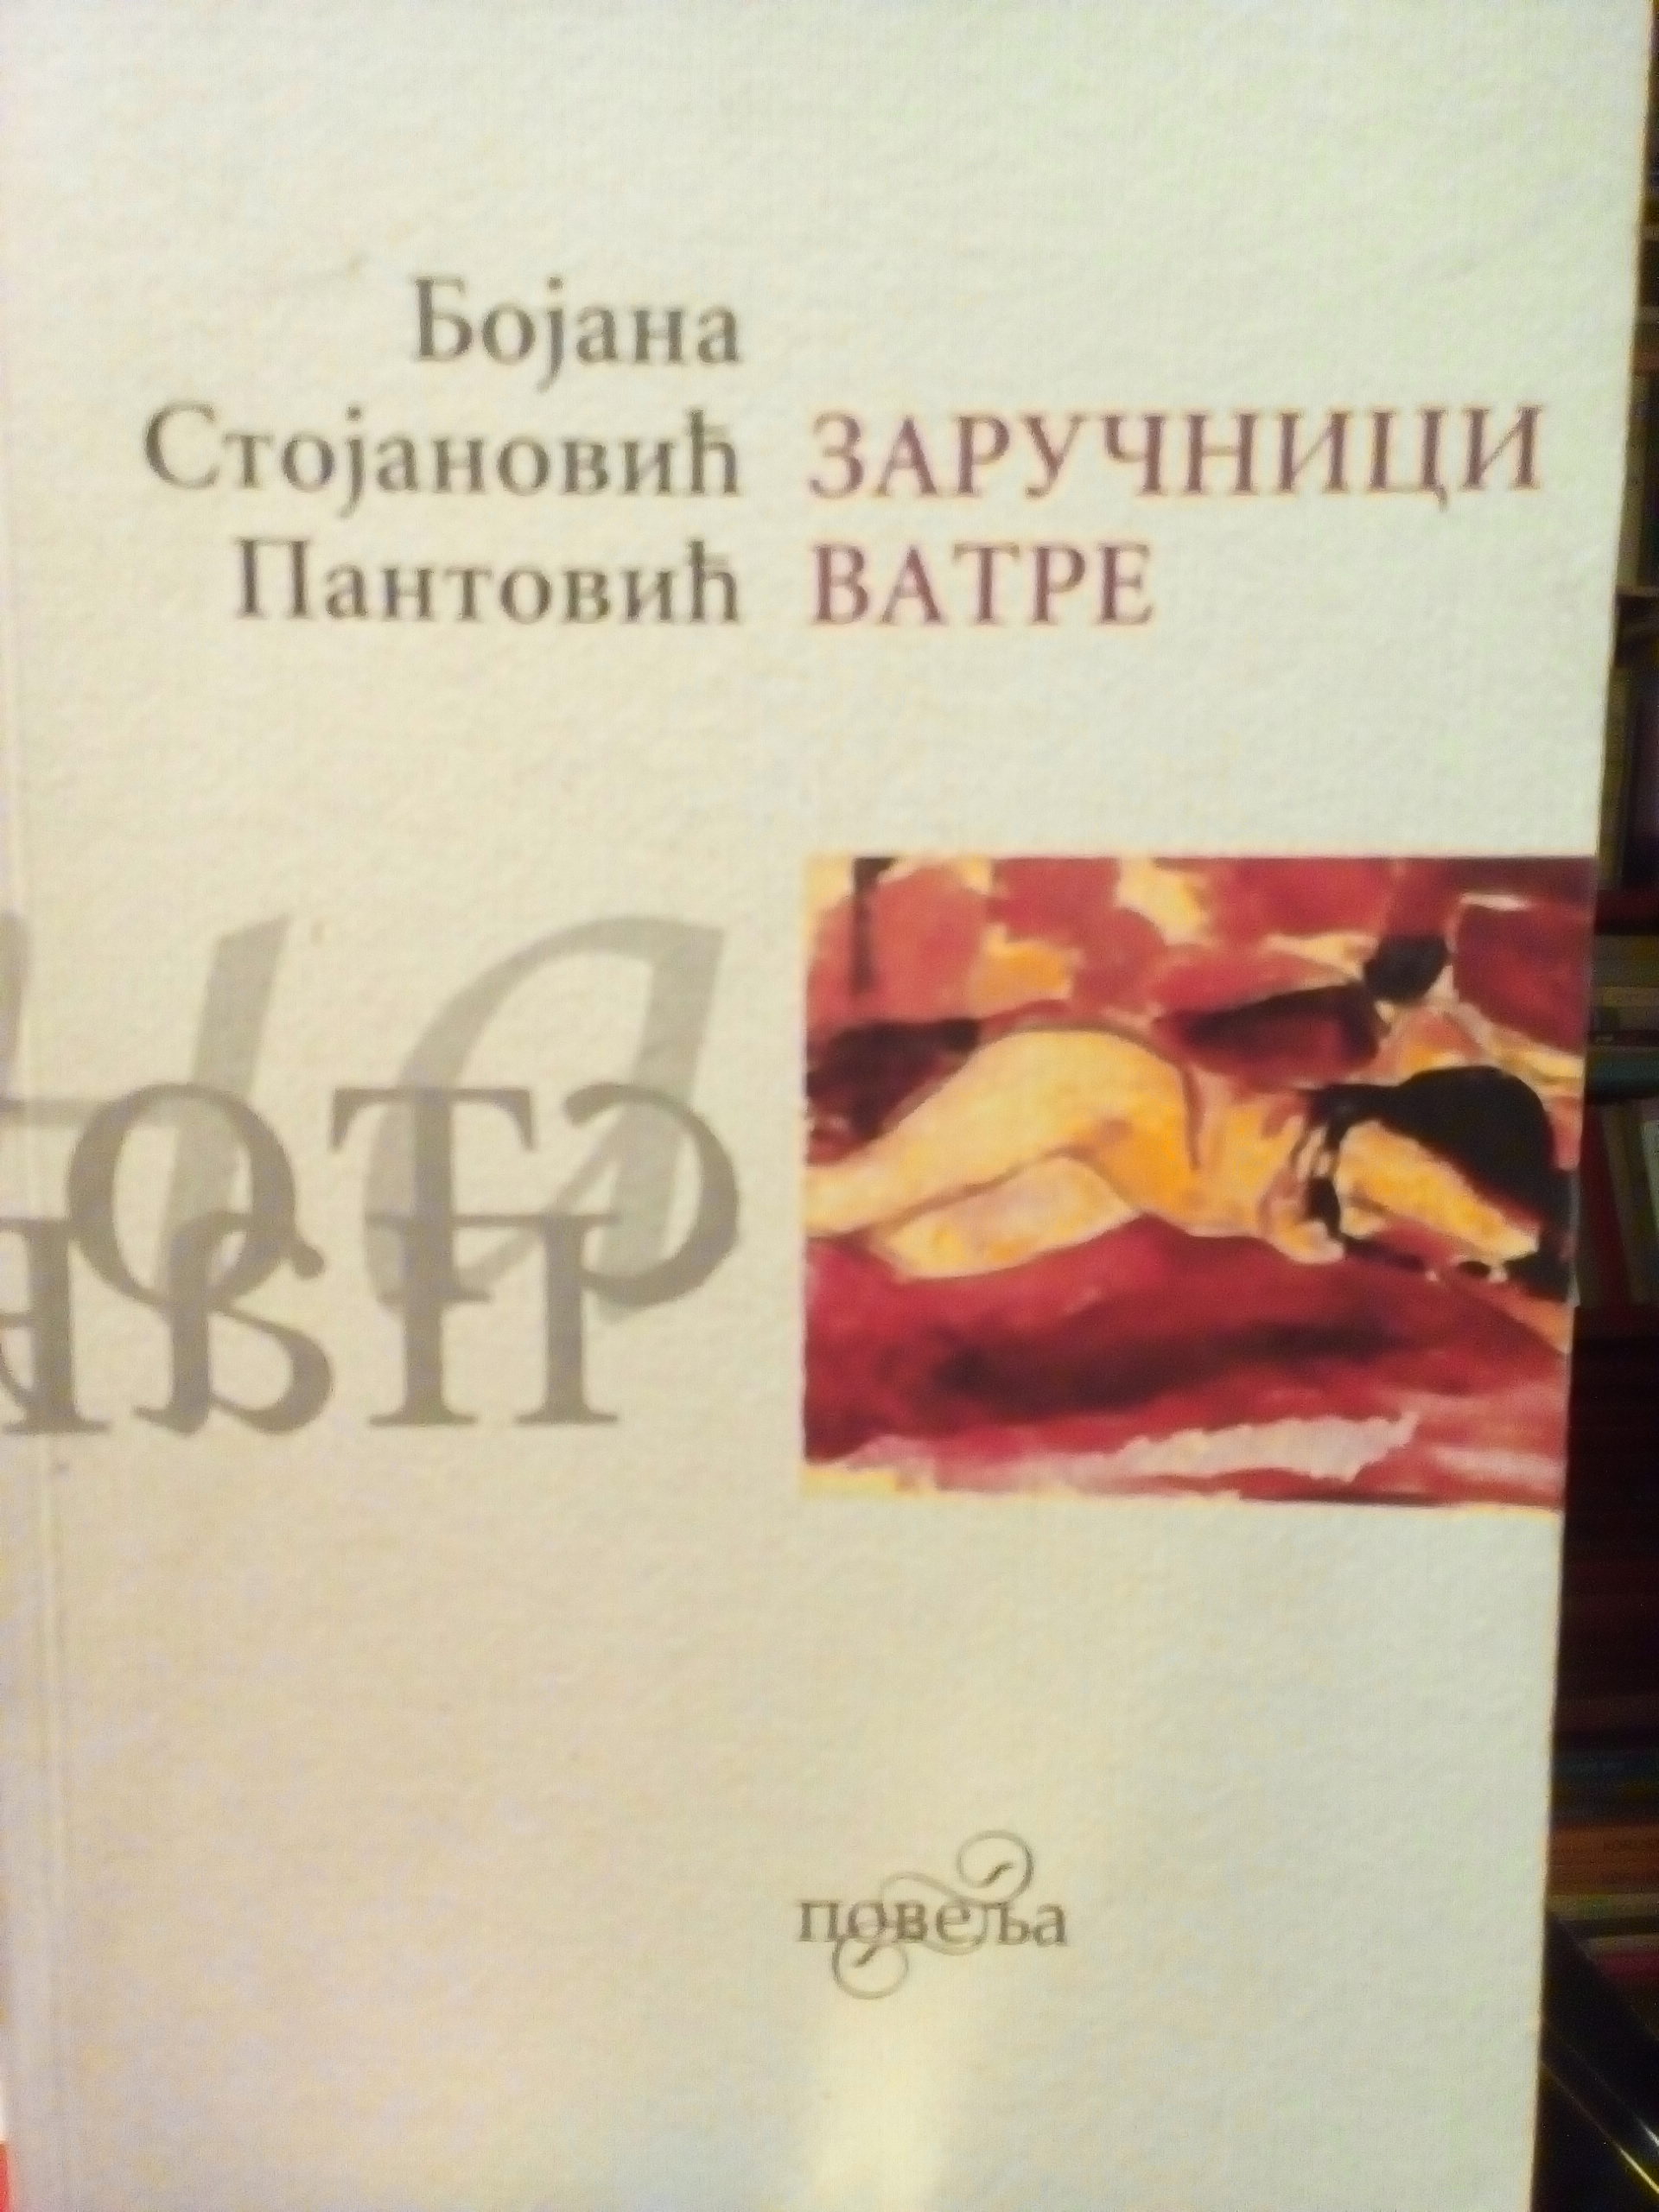 Бојана
Стојановић
Пантовић
ЗАРУЧНИЦИ
ВАТРЕ
повеља